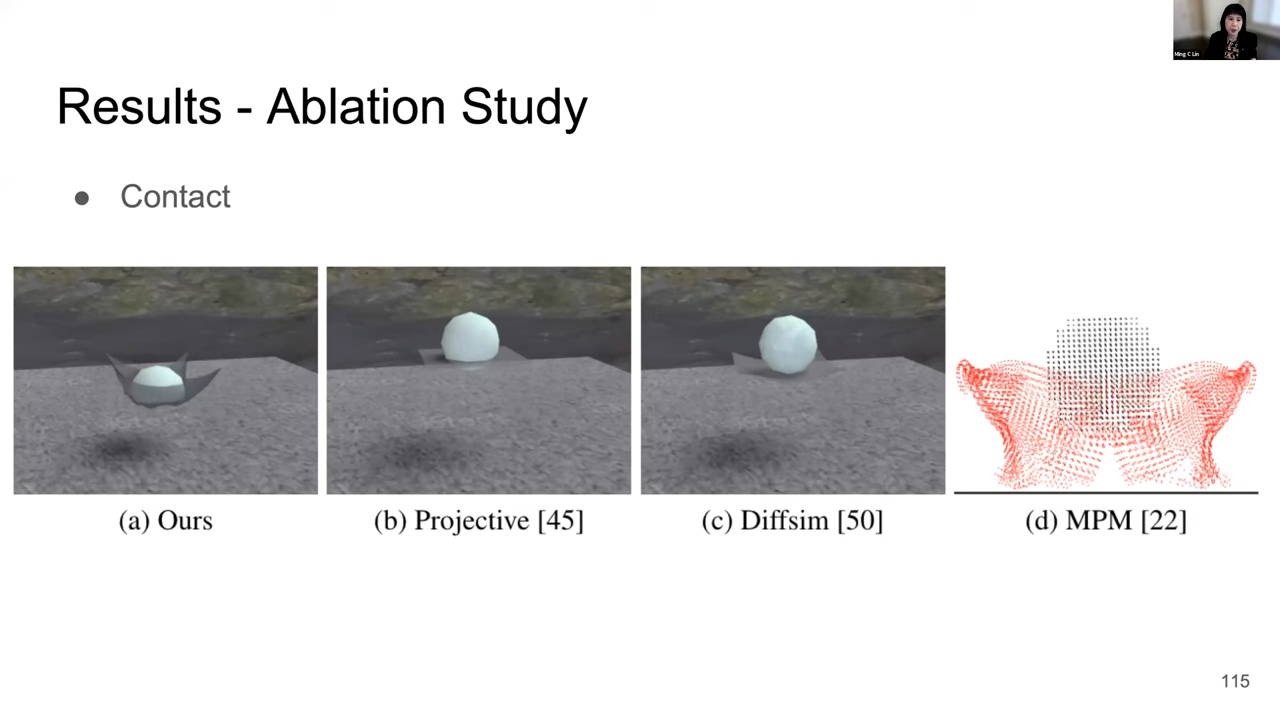 Ming C Lin
Results - Ablation Study
● Contact
(a) Ours
(b) Projective [45]
(c) Diffsim [50]
(d) MPM [22]
115